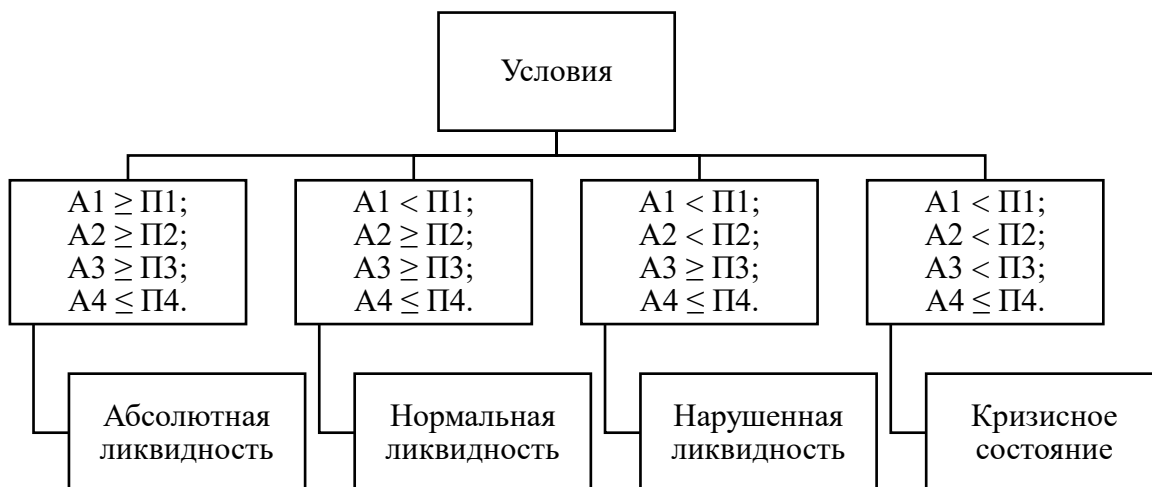 Условия
А1 ≥ П1;
А2 ≥ П2;
А3 ≥ П3;
А4 ≤ П4.
Абсолютная
ликвидность
А1 < П1;
А2 ≥ П2;
А3 ≥ П3;
А4 ≤ П4.
Нормальная
ликвидность
А1 < П1;
А2 < П2;
А3 ≥ П3;
А4 ≤ П4.
Нарушенная
ликвидность
А1 < П1;
А2 < П2;
А3 < П3;
А4 ≤ П4.
Кризисное
состояние